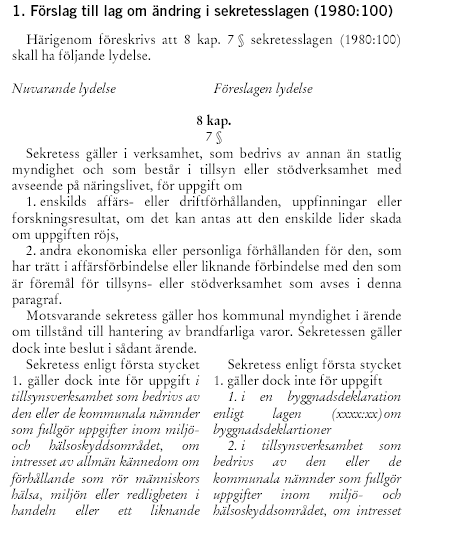 1. Förslag till lag om ändring i sekretesslagen (1980:100)
Härigenom föreskrivs att 8 kap. 7 § sekretesslagen (1980:100)
skall ha följande lydelse.
Nuvarande lydelse
Föreslagen lydelse
8 kap.
7 §
Sekretess gäller i verksamhet, som bedrivs av annan än statlig
myndighet och som består i tillsyn eller stödverksamhet med
avseende på näringslivet, för uppgift om
1. enskilds affärs- eller driftförhållanden, uppfinningar eller
forskningsresultat, om det kan antas att den enskilde lider skada
om uppgiften röjs,
2. andra ekonomiska eller personliga förhållanden för den, som
har trätt i affärsförbindelse eller liknande förbindelse med den som
är föremål för tillsyns- eller stödverksamhet som avses i denna
paragraf.
Motsvarande sekretess gäller hos kommunal myndighet i ärende
om tillstånd till hantering av brandfarliga varor. Sekretessen gäller
dock inte beslut i sådant ärende.
Sekretess enligt första stycket
1. gäller dock inte för uppgift i
tillsynsverksamhet som bedrivs av
den eller de kommunala nämnder
som fullgör uppgifter inom miljö-
och hälsoskyddsområdet, om
intresset av allmän kännedom om
förhållande som rör människors
hälsa, miljön eller redligheten i
handeln eller ett liknande
Sekretess enligt första stycket
1. gäller dock inte för uppgift
1. i en byggnadsdeklaration
enligt lagen (xxxx:xx)om
byggnadsdeklartioner
2. i tillsynsverksamhet som
bedrivs av den eller de
kommunala nämnder som fullgör
uppgifter inom miljö- och
hälsoskyddsområdet, om intresset